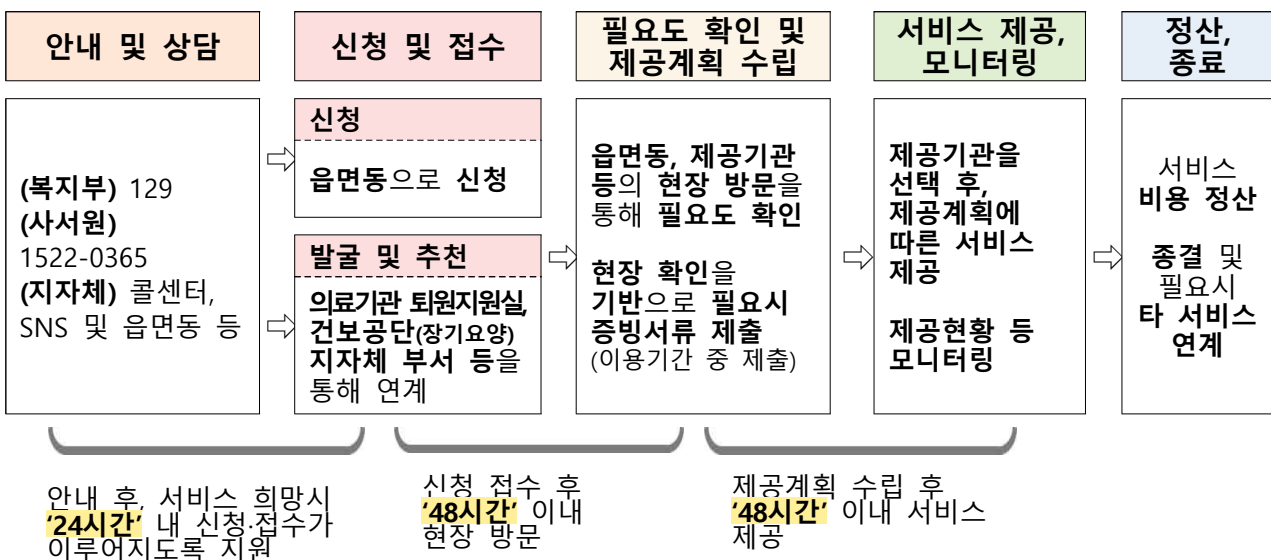 안내 및 상담
신청 및 접수
필요도 확인 및
제공계획 수립
서비스 제공,
모니터링
정산,
종료
(복지부) 129
(사서원)
1522-0365
(지자체) 콜센터,
SNS 및 읍면동 등
신청
읍면동으로 신청
발굴 및 추천
의료기관 퇴원지원실,
건보공단(장기요양)
지자체 부서 등을
통해 연계
읍면동, 제공기관
등의 현장 방문을
통해 필요도 확인
현장 확인을
기반으로 필요시
증빙서류 제출
(이용기간 중 제출)
제공기관을
선택 후,
제공계획에
따른 서비스
제공
제공현황 등
모니터링
서비스
비용 정산
종결 및
필요시
타 서비스
연계
안내 후, 서비스 희망시
‘24시간’ 내 신청·접수가
이루어지도록 지원
신청 접수 후
‘48시간’ 이내
현장 방문
제공계획 수립 후
‘48시간’ 이내 서비스
제공